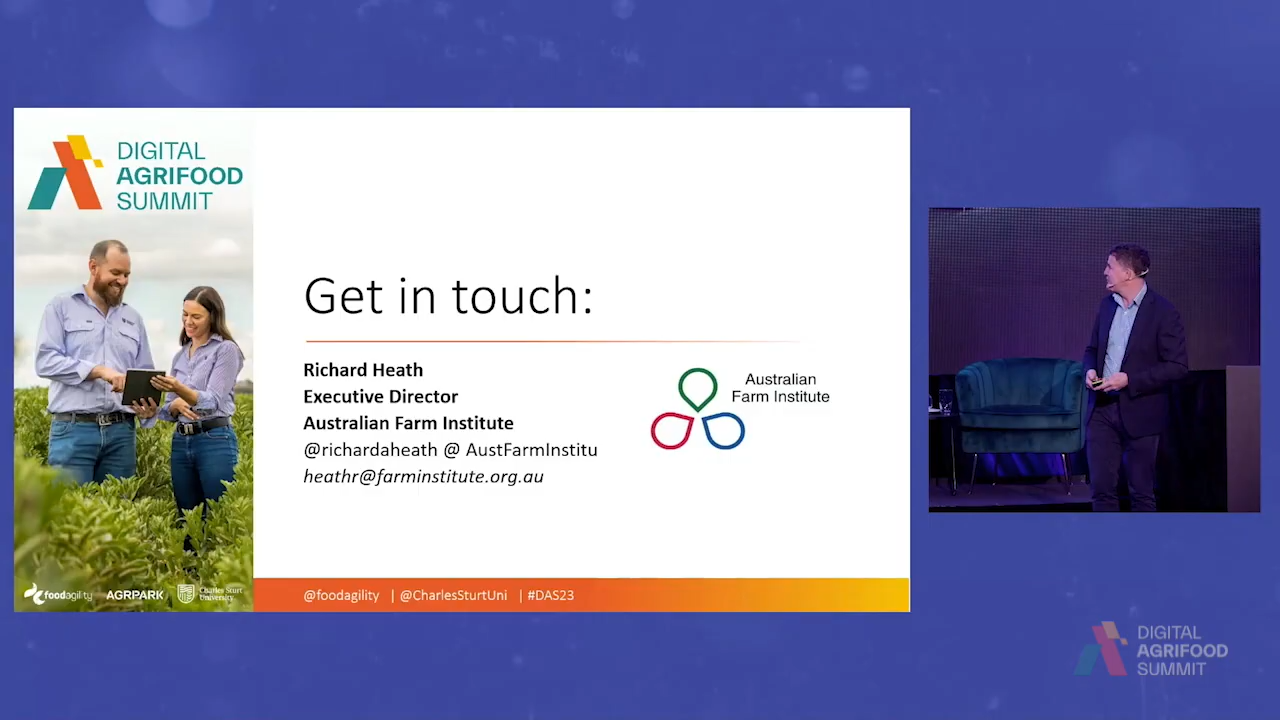 DIGITAL
AGRIFOOD
SUMMIT
Get in touch:
Richard Heath
Executive Director
Australian Farm Institute
@richardaheath @ AustFarmInstitu
heathr@farminstitute.org.au
Australian
Farm Institute
foodagility
AGRPARK
Charles Sturt
University
@foodagility | @CharlesSturtUni | #DAS23
DIGITAL
AGRIFOOD
SUMMIT